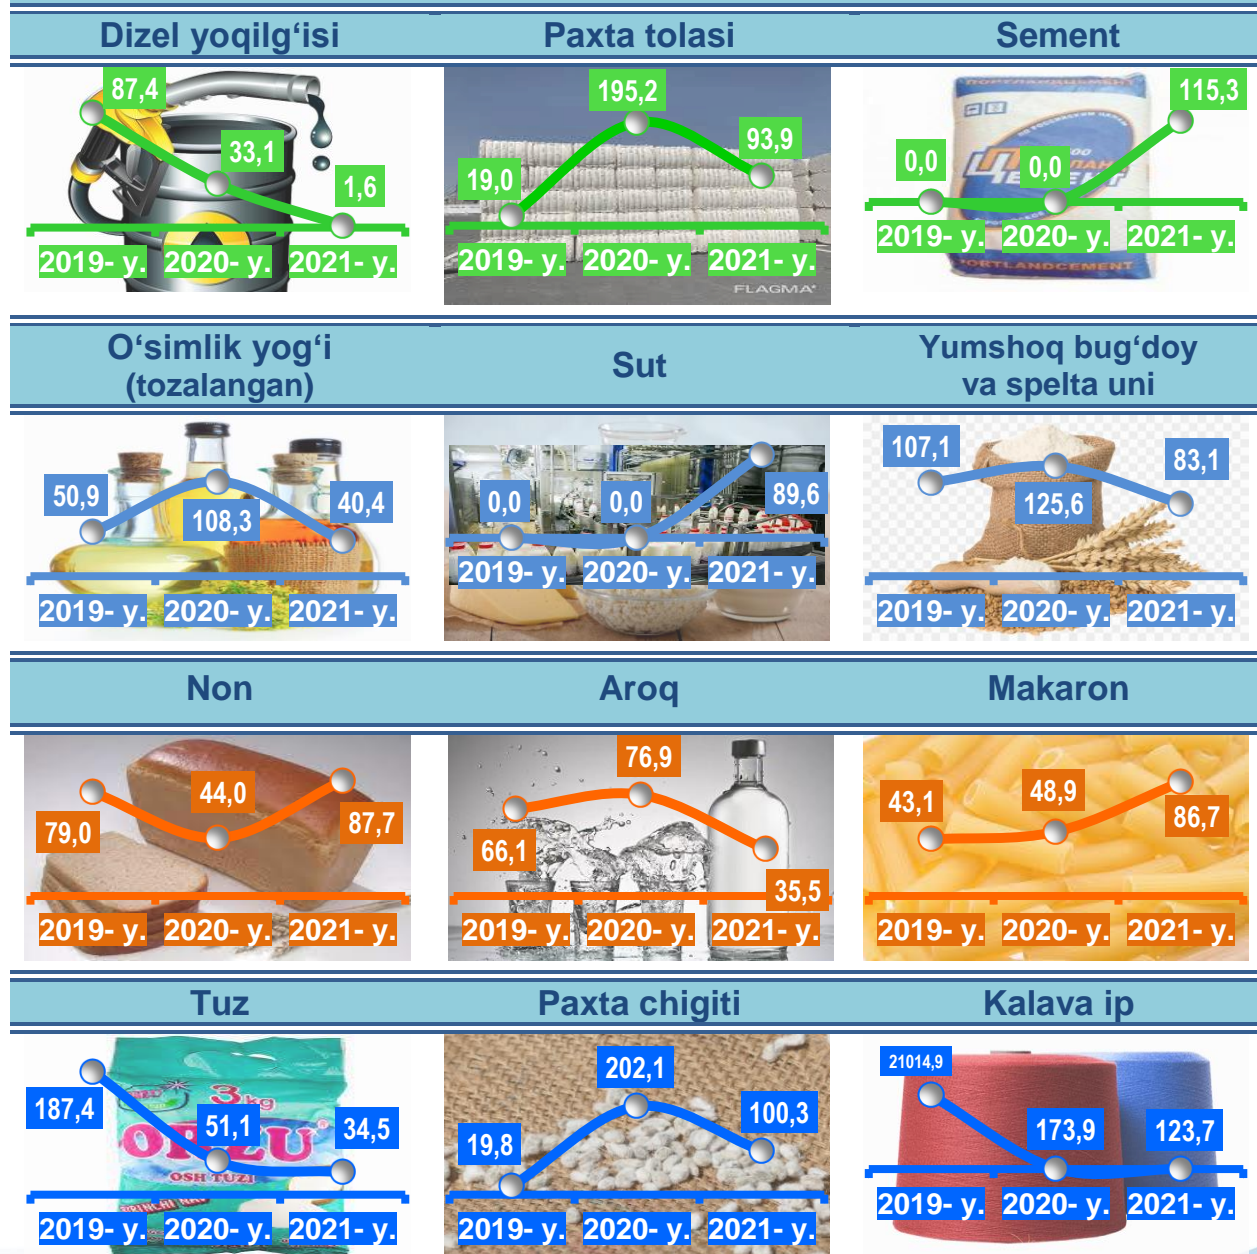 Dizel yoqilg‘isi
Paxta tolasi
Sement
87,4
33,1
1,6
2019- y. 2020- y. 2021- y.
19,0
195,2
93,9
2019- y. 2020- y. 2021- y.
FLAGMA
0,0
0,0
115,3
2019- y. 2020- y. 2021- y.
PORTLANDCEMENT
O‘simlik yog‘i
(tozalangan)
Sut
Yumshoq bug‘doy
va spelta uni
50,9
108,3
40,4
2019- y. 2020- y. 2021- y.
0,0
0,0
89,6
2019- y. 2020- y. 2021- y.
107,1
125,6
83,1
2019- y. 2020- y. 2021- y.
Non
Aroq
Makaron
79,0
44,0
87,7
2019- y. 2020- y. 2021- y.
66,1
76,9
35,5
2019- y. 2020- y. 2021- y.
43,1
48,9
86,7
2019- y. 2020- y. 2021- y.
Tuz
Paxta chigiti
Kalava ip
187,4
51,1
34,5
3 kg
OSH TUZI
2019- y. 2020- y. 2021- y.
19,8
202,1
100,3
2019- y. 2020- y. 2021- y.
21014,9
173,9
123,7
2019- y. 2020- y. 2021- y.